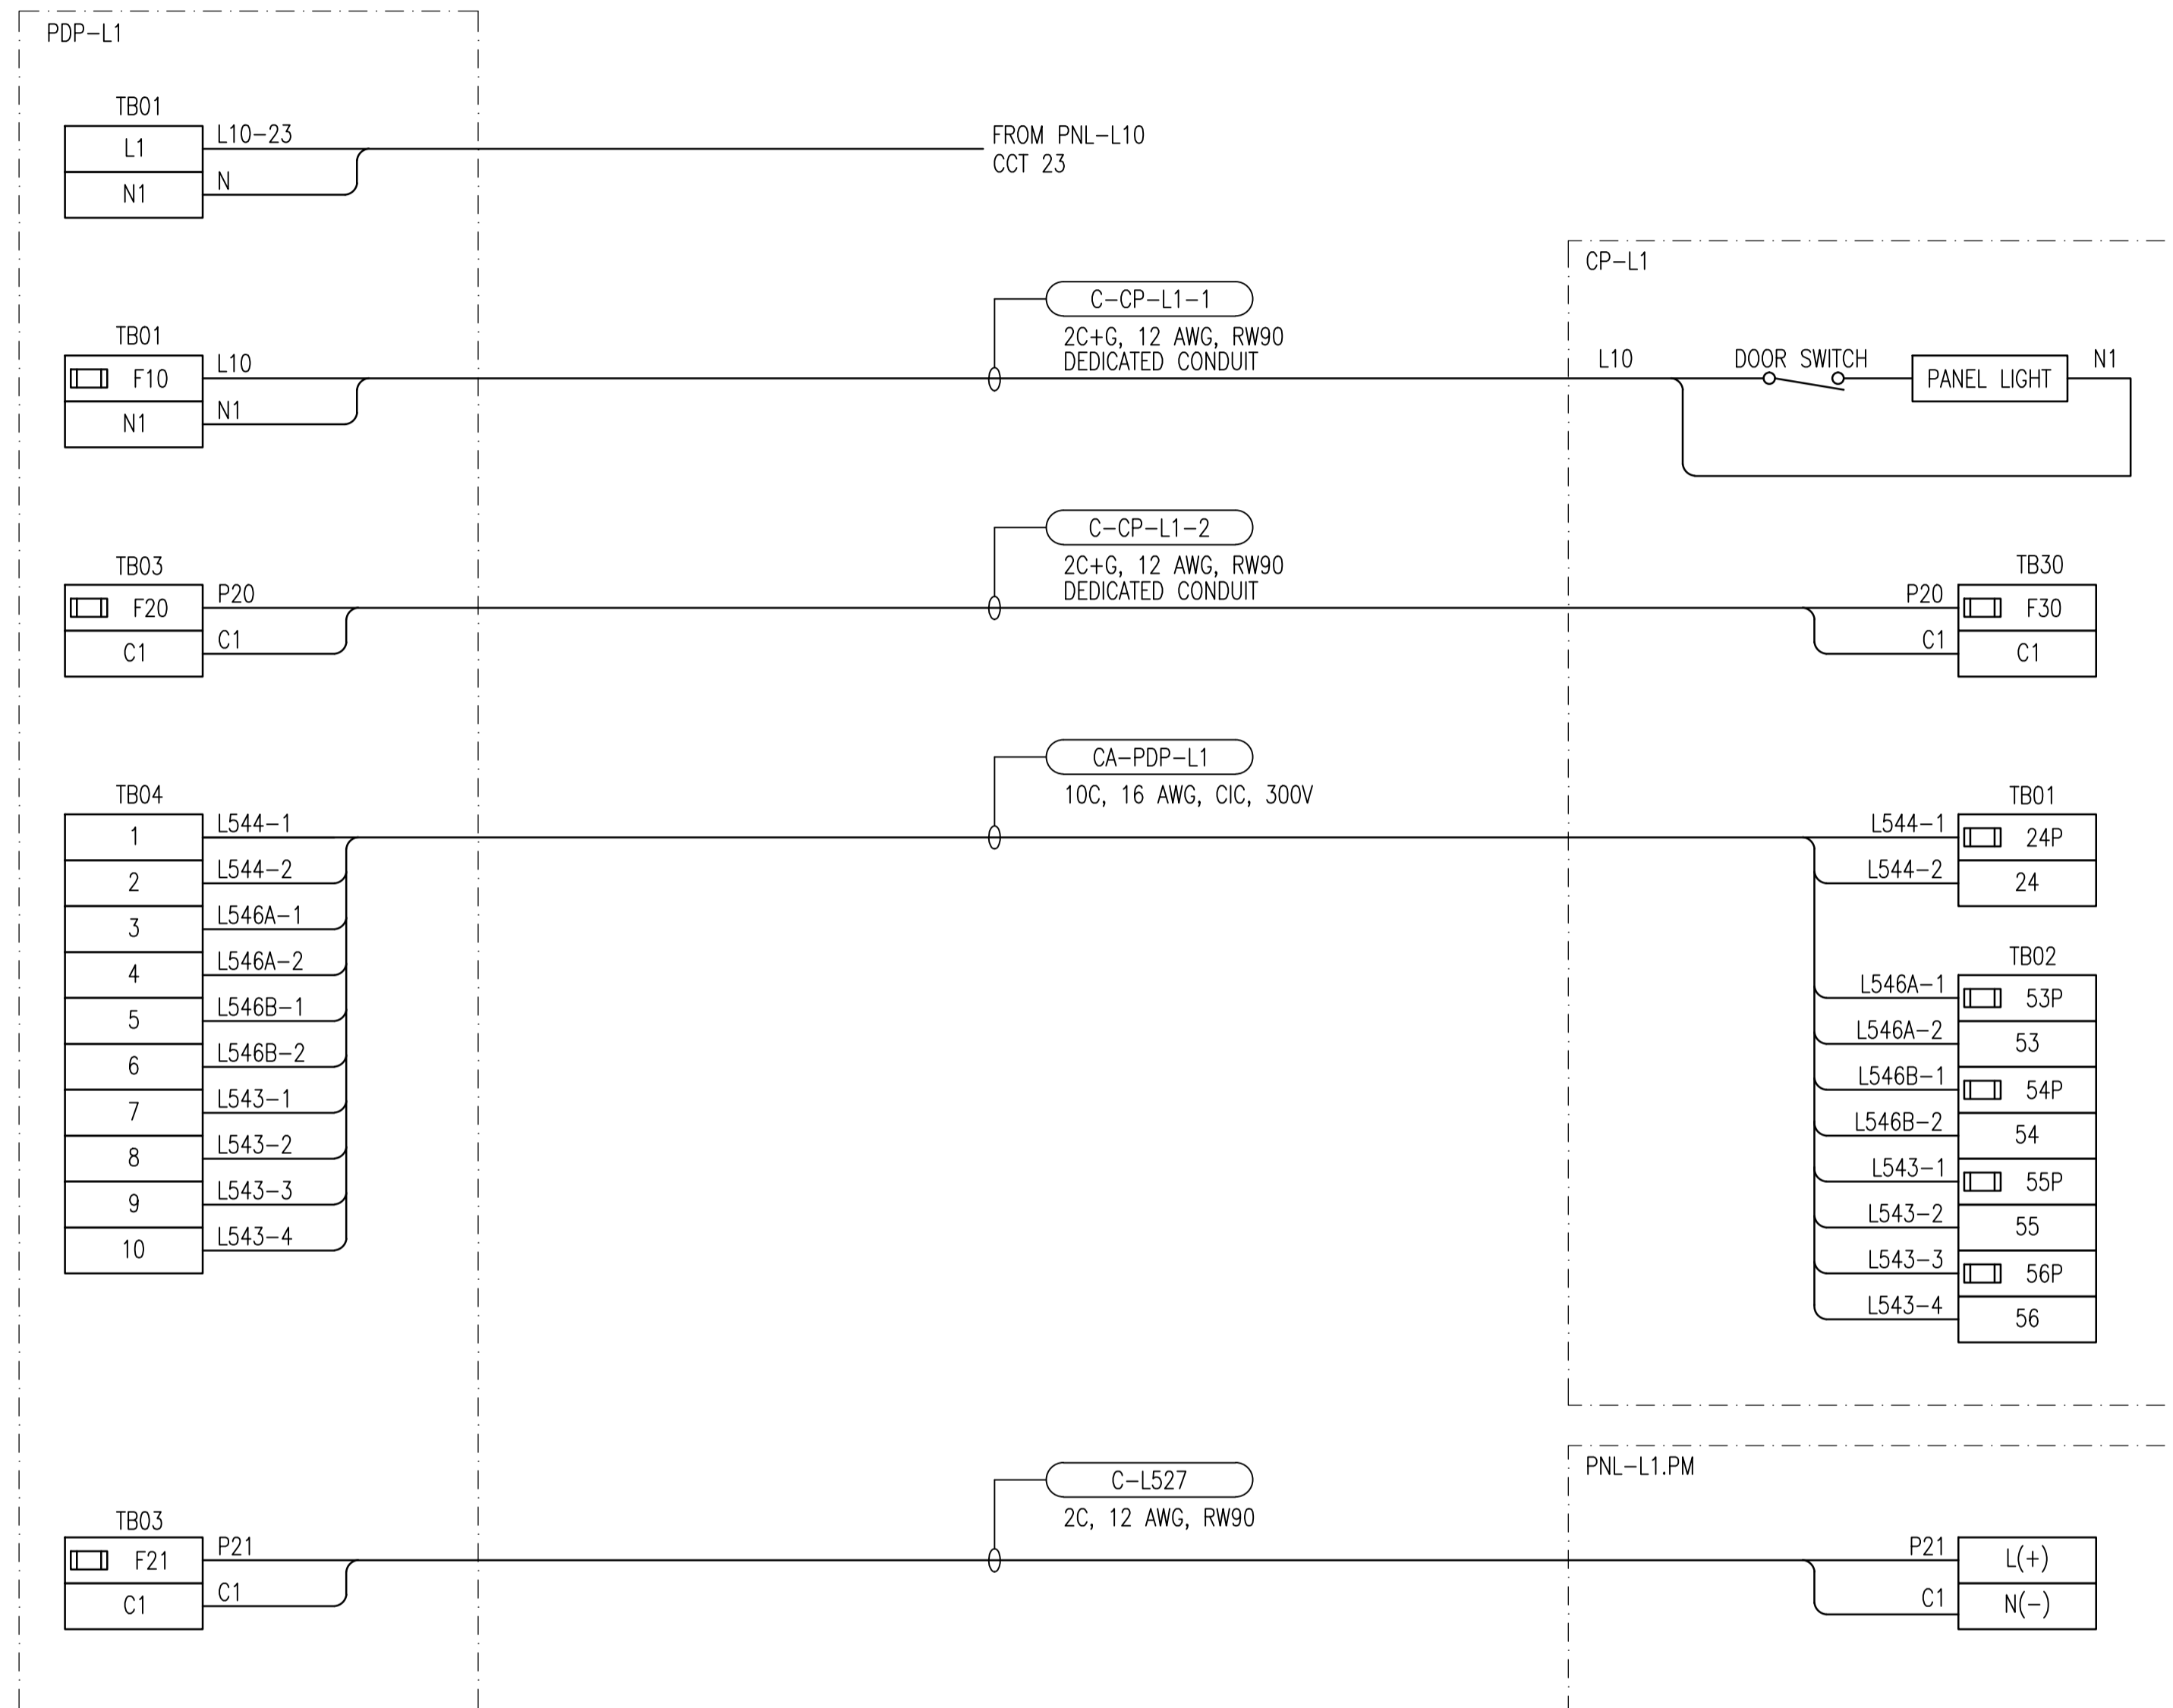 PDP-L1
TB01
L1
L10-23
N1
N
FROM PNL-L10
CCT 23
CP-L1
C-CP-L1-1
2C+G, 12 AWG, RW90
DEDICATED CONDUIT
TB01
F10
L10
N1
N1
L10
DOOR SWITCH
PANEL LIGHT
N1
C-CP-L1-2
2C+G, 12 AWG, RW90
DEDICATED CONDUIT
TB03
F20
P20
C1
C1
TB30
P20
F30
C1
C1
CA-PDP-L1
10C, 16 AWG, CIC, 300V
TB04
1
L544-1
2
L544-2
3
L546A-1
4
L546A-2
5
L546B-1
6
L546B-2
7
L543-1
8
L543-2
9
L543-3
10
L543-4
TB01
L544-1
24P
L544-2
24
TB02
L546A-1
53P
L546A-2
53
L546B-1
54P
L546B-2
54
L543-1
55P
L543-2
55
L543-3
56P
L543-4
56
PNL-L1.PM
C-L527
2C, 12 AWG, RW90
TB03
F21
P21
C1
C1
P21
L(+)
C1
N(-)